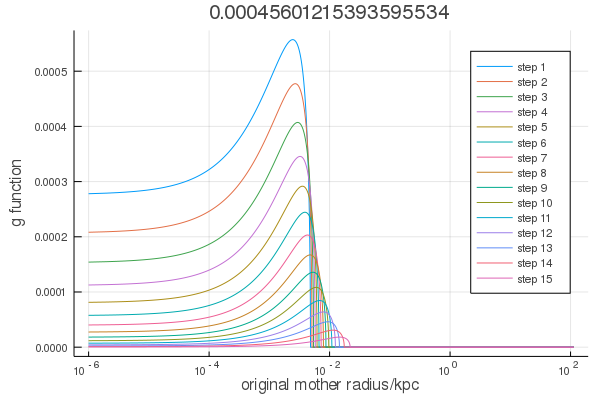 0.00045601215393595534
g function
0.0005
0.0004
0.0003
0.0002
0.0001
0.0000
step 1
step 2
step 3
step 4
step 5
step 6
step 7
step 8
step 9
step 10
step 11
step 12
step 13
step 14
step 15
10⁻⁶ 10⁻⁴ 10⁻² 10⁰ 10²
original mother radius/kpc